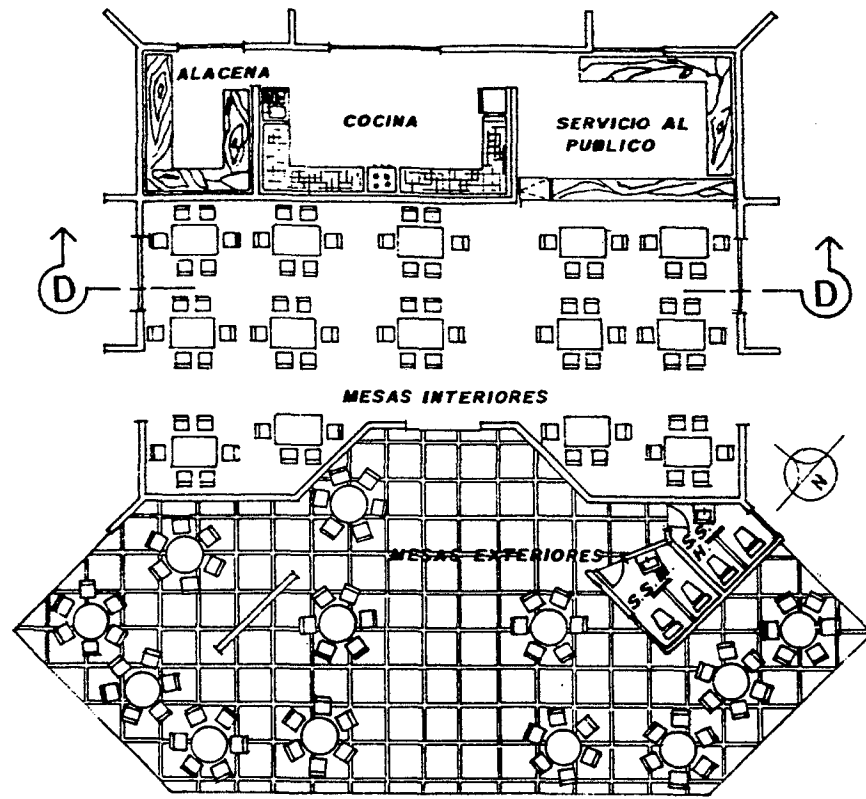 ALACENA
COCINA
SERVICIO AL
PUBLICO
D
D
MESAS INTERIORES
N
MESAS EXTERIORES
S.S.
H.
S.S.